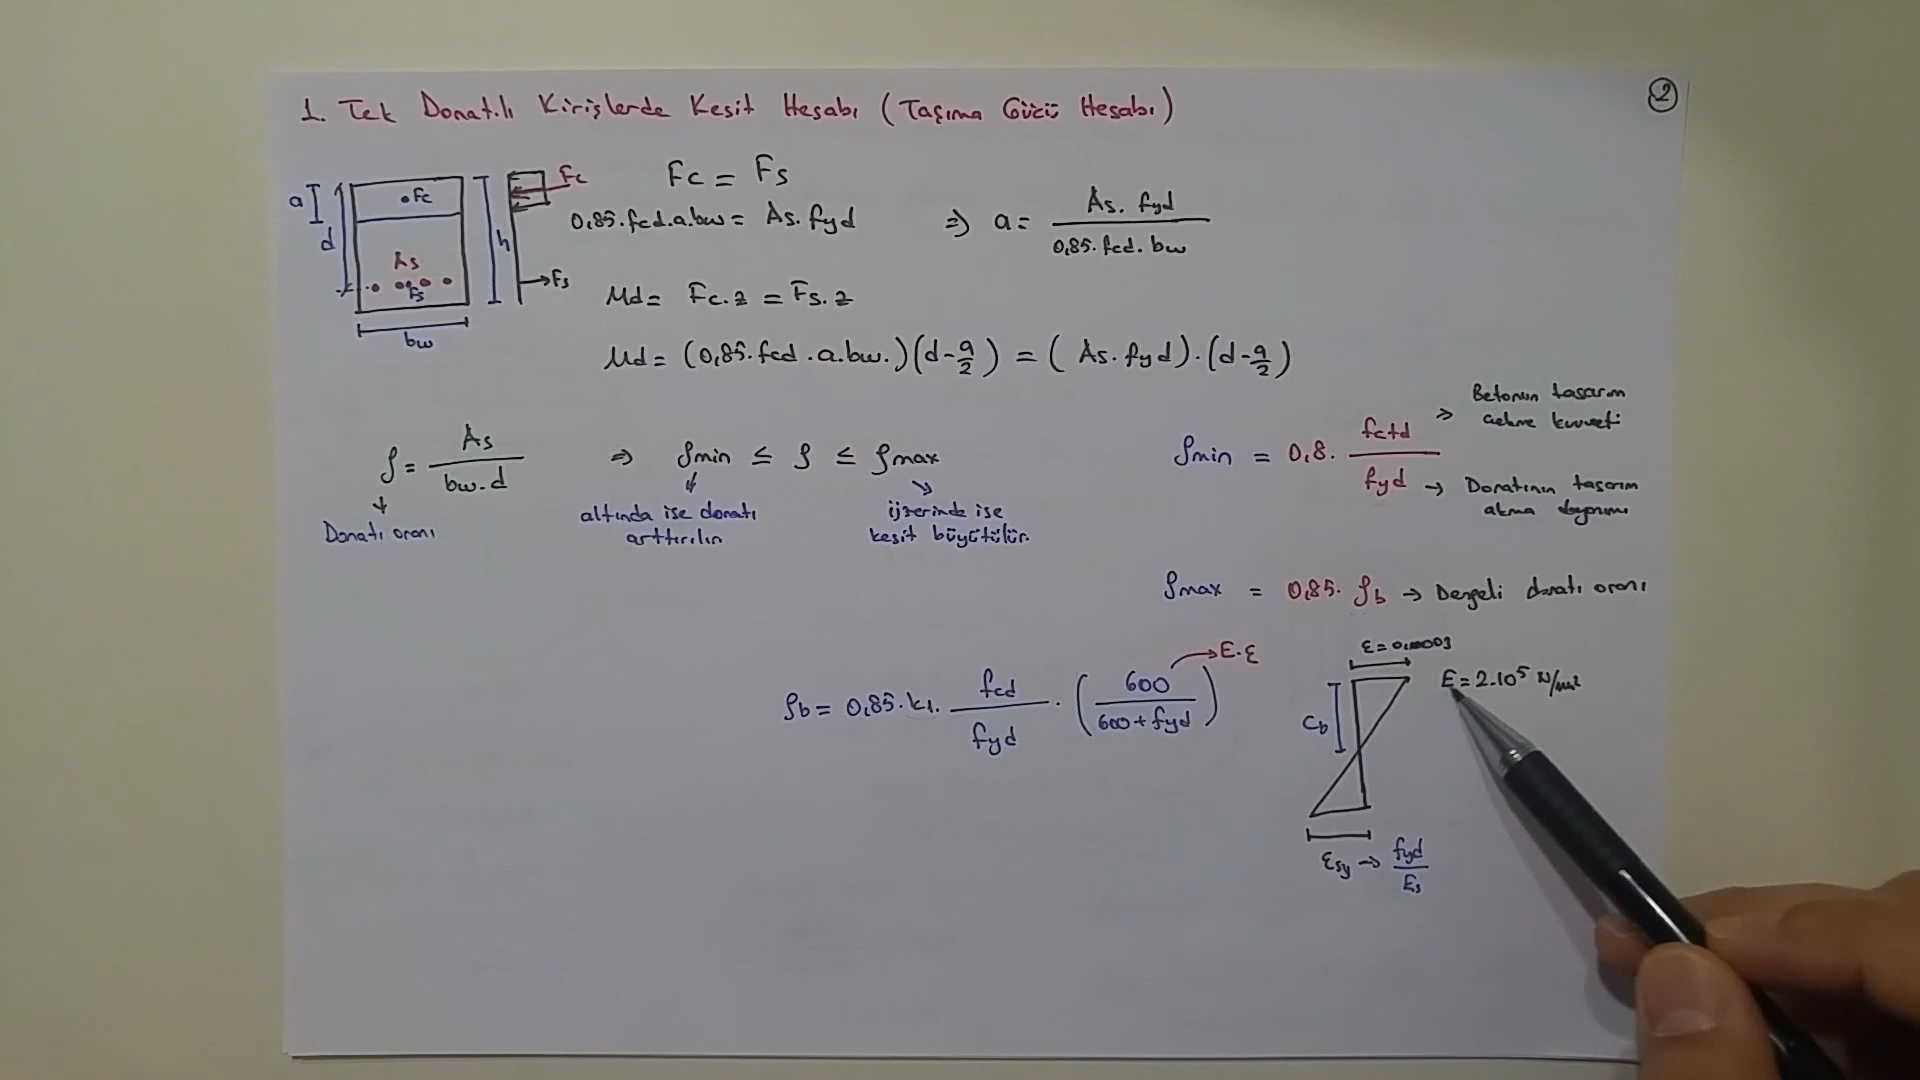 2
1. Tek Donatılı Kirişlerde Kesit Hesabı (Taşıma Gücü Hesabı)
a
d
Fc
As
Fs
bw
h
Fc
Fs
Fc = Fs
0,85.fcd.a.bw = As.fyd ⇒ a = As.fyd / 0,85.fcd.bw
Md = Fc.z = Fs.z
Md = (0,85.fcd.a.bw.)(d-a/2) = (As.fyd).(d-a/2)
ρ = As / bw.d ⇒ ρmin ≤ ρ ≤ ρmax
Donatı oranı
altında ise donatı
arttırılır
üzerinde ise
kesit büyütülür.
ρmin = 0,8. fctd / fyd
Betonun tasarım
çekme kuvveti
→ Donatının tasarım
akma dayanımı
ρmax = 0,85. ρb → Dengeli donatı oranı
ρb = 0,85.k1. fcd / fyd . (600 / 600+fyd)
→ E.ε
E = 2.10⁵ N/mm²
cb
εsy → fyd / Es